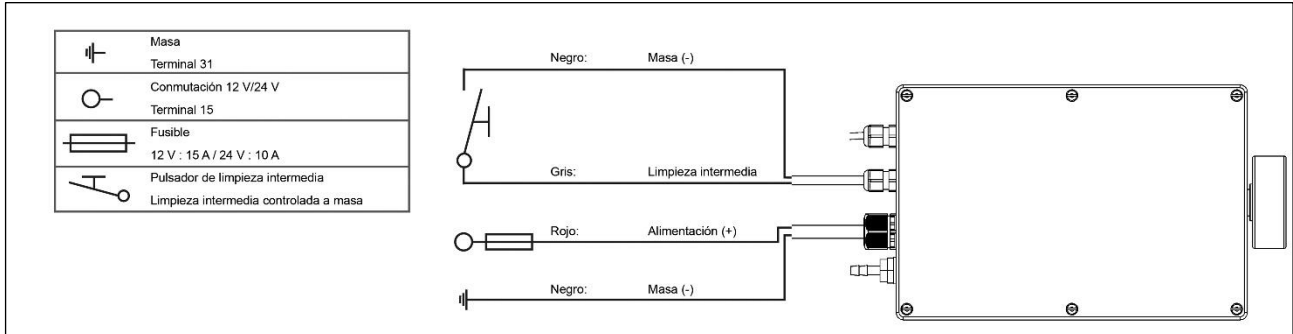 Masa
Terminal 31
Conmutación 12 V/24 V
Terminal 15
Fusible
12 V : 15 A / 24 V : 10 A
Pulsador de limpieza intermedia
Limpieza intermedia controlada a masa
Negro: Masa (-)
Gris: Limpieza intermedia
Rojo: Alimentación (+)
Negro: Masa (-)